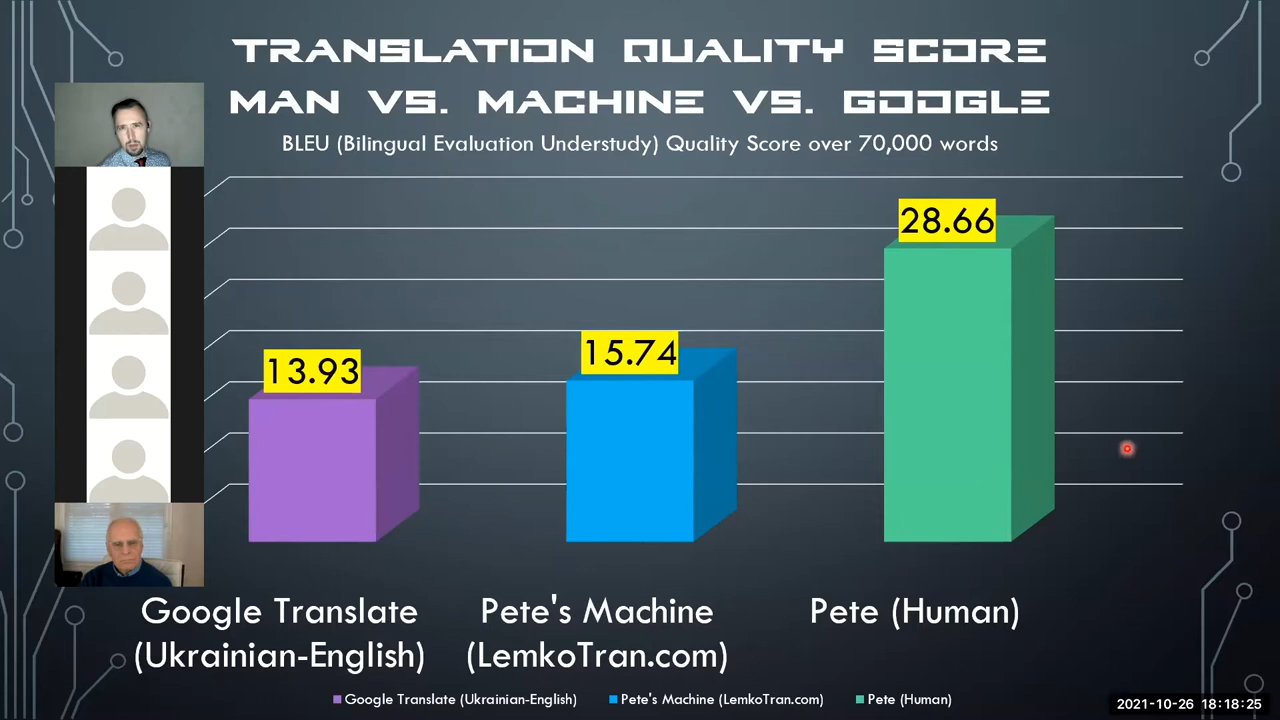 TRANSLATION QUALITY SCORE
MAN VS. MACHINE VS. GOOGLE
BLEU (Bilingual Evaluation Understudy) Quality Score over 70,000 words
13.93
15.74
28.66
Google Translate
(Ukrainian-English)
Pete's Machine
(LemkoTran.com)
Pete (Human)
Google Translate (Ukrainian-English)
Pete's Machine (LemkoTran.com)
Pete (Human)
2021-10-26 18:18:25